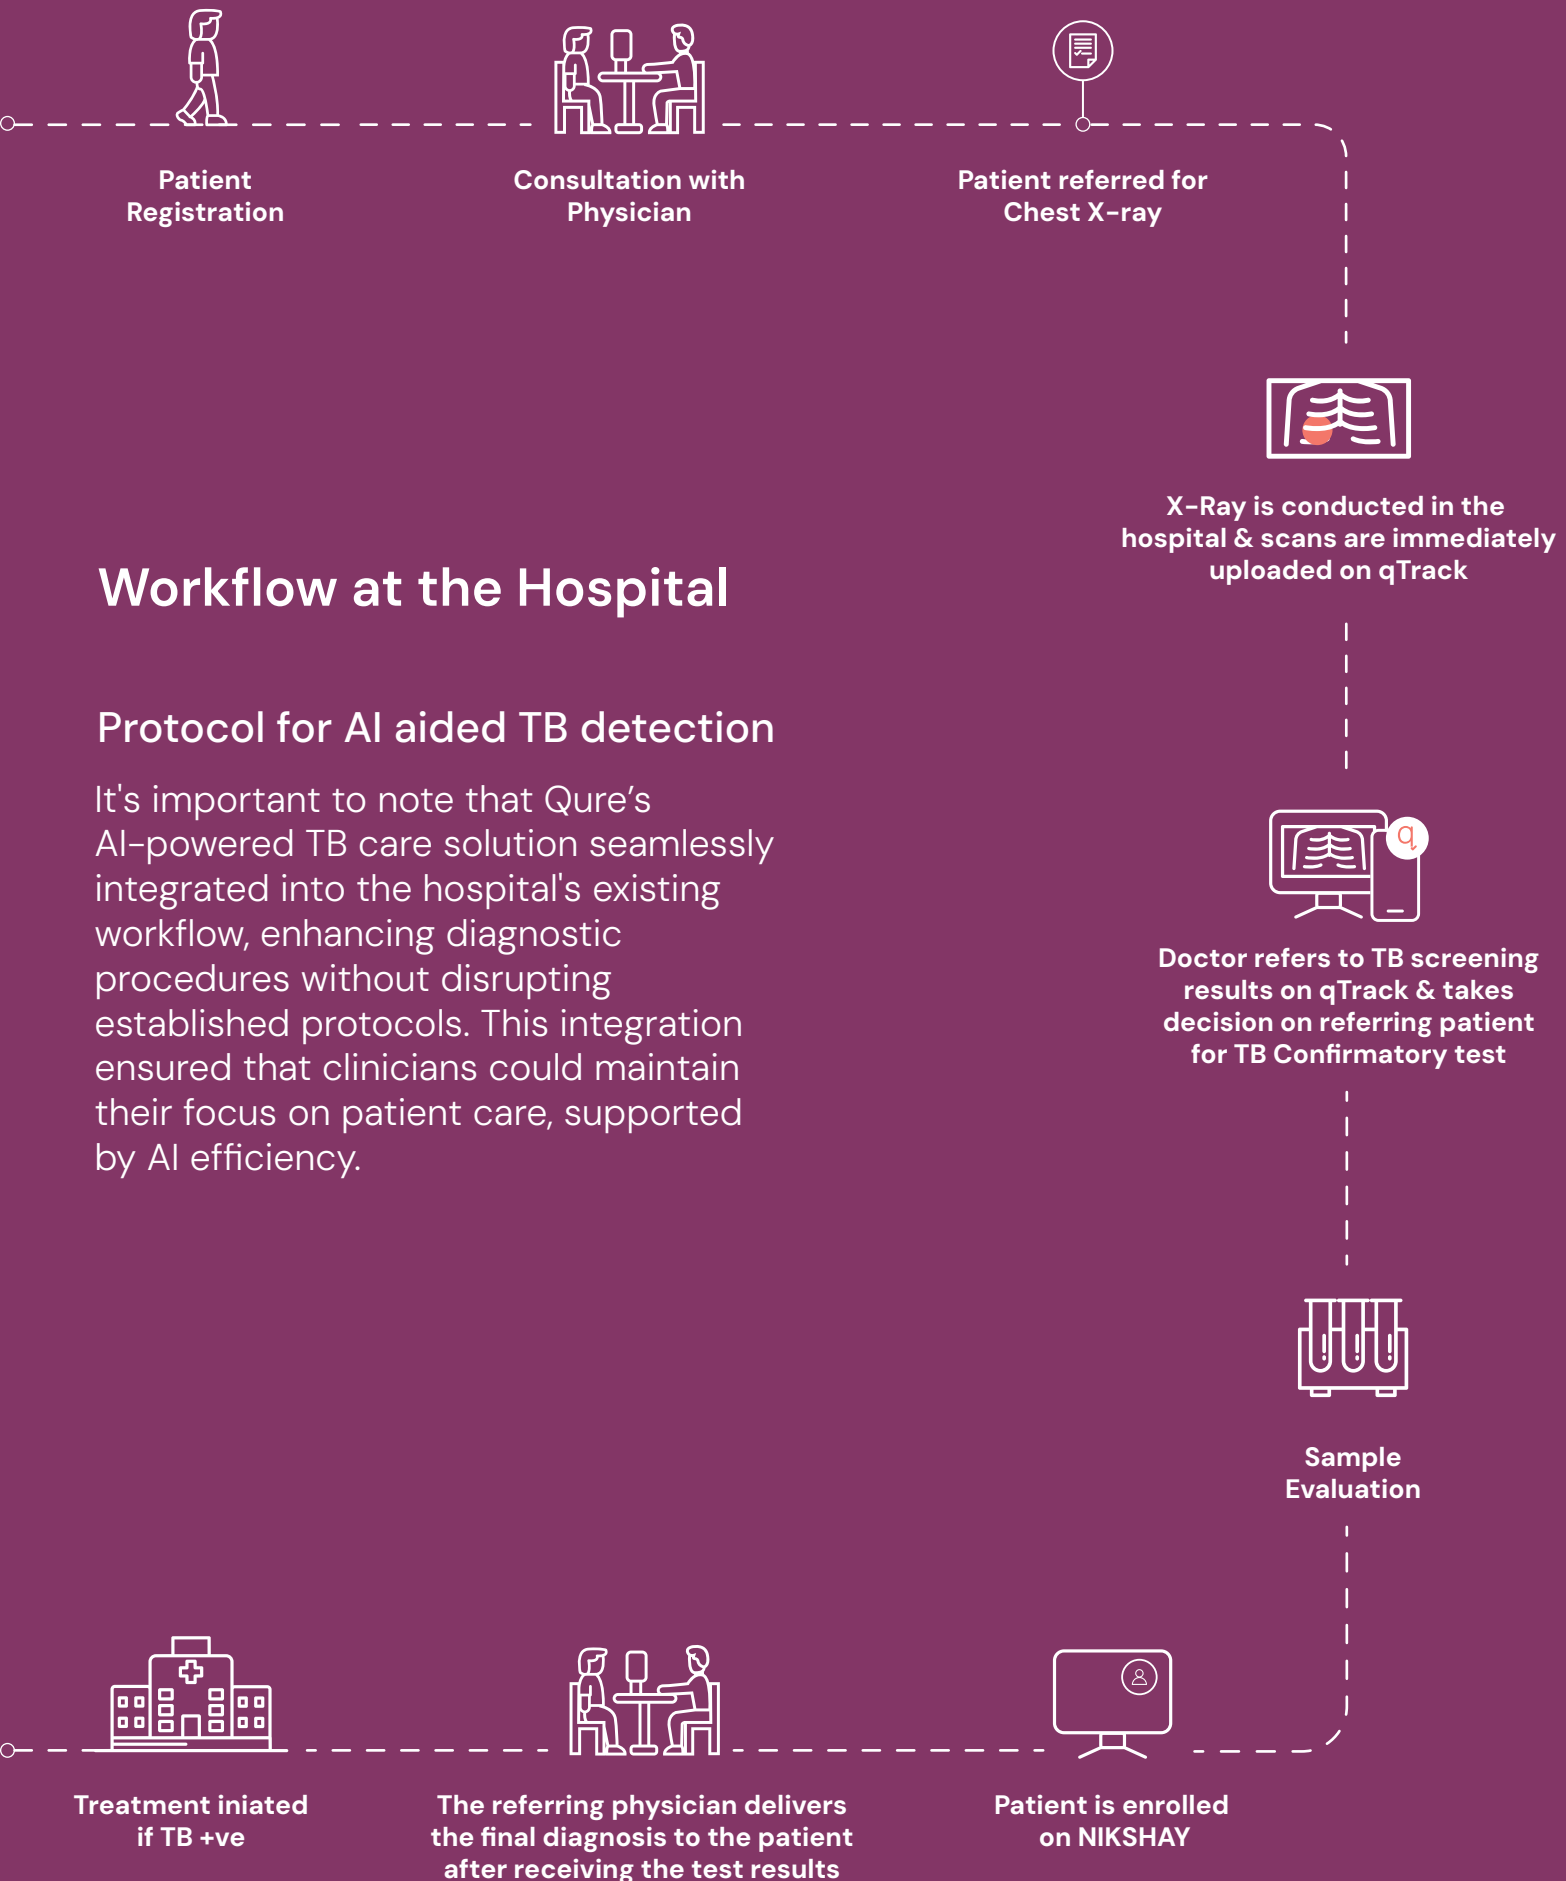 Patient
Registration
Consultation with
Physician
Patient referred for
Chest X-ray
X-Ray is conducted in the
hospital & scans are immediately
uploaded on qTrack
Workflow at the Hospital
Protocol for AI aided TB detection
It's important to note that Qure’s
AI-powered TB care solution seamlessly
integrated into the hospital's existing
workflow, enhancing diagnostic
procedures without disrupting
established protocols. This integration
ensured that clinicians could maintain
their focus on patient care, supported
by AI efficiency.
q
Doctor refers to TB screening
results on qTrack & takes
decision on referring patient
for TB Confirmatory test
Sample
Evaluation
Patient is enrolled
on NIKSHAY
The referring physician delivers
the final diagnosis to the patient
after receiving the test results
Treatment iniated
if TB +ve